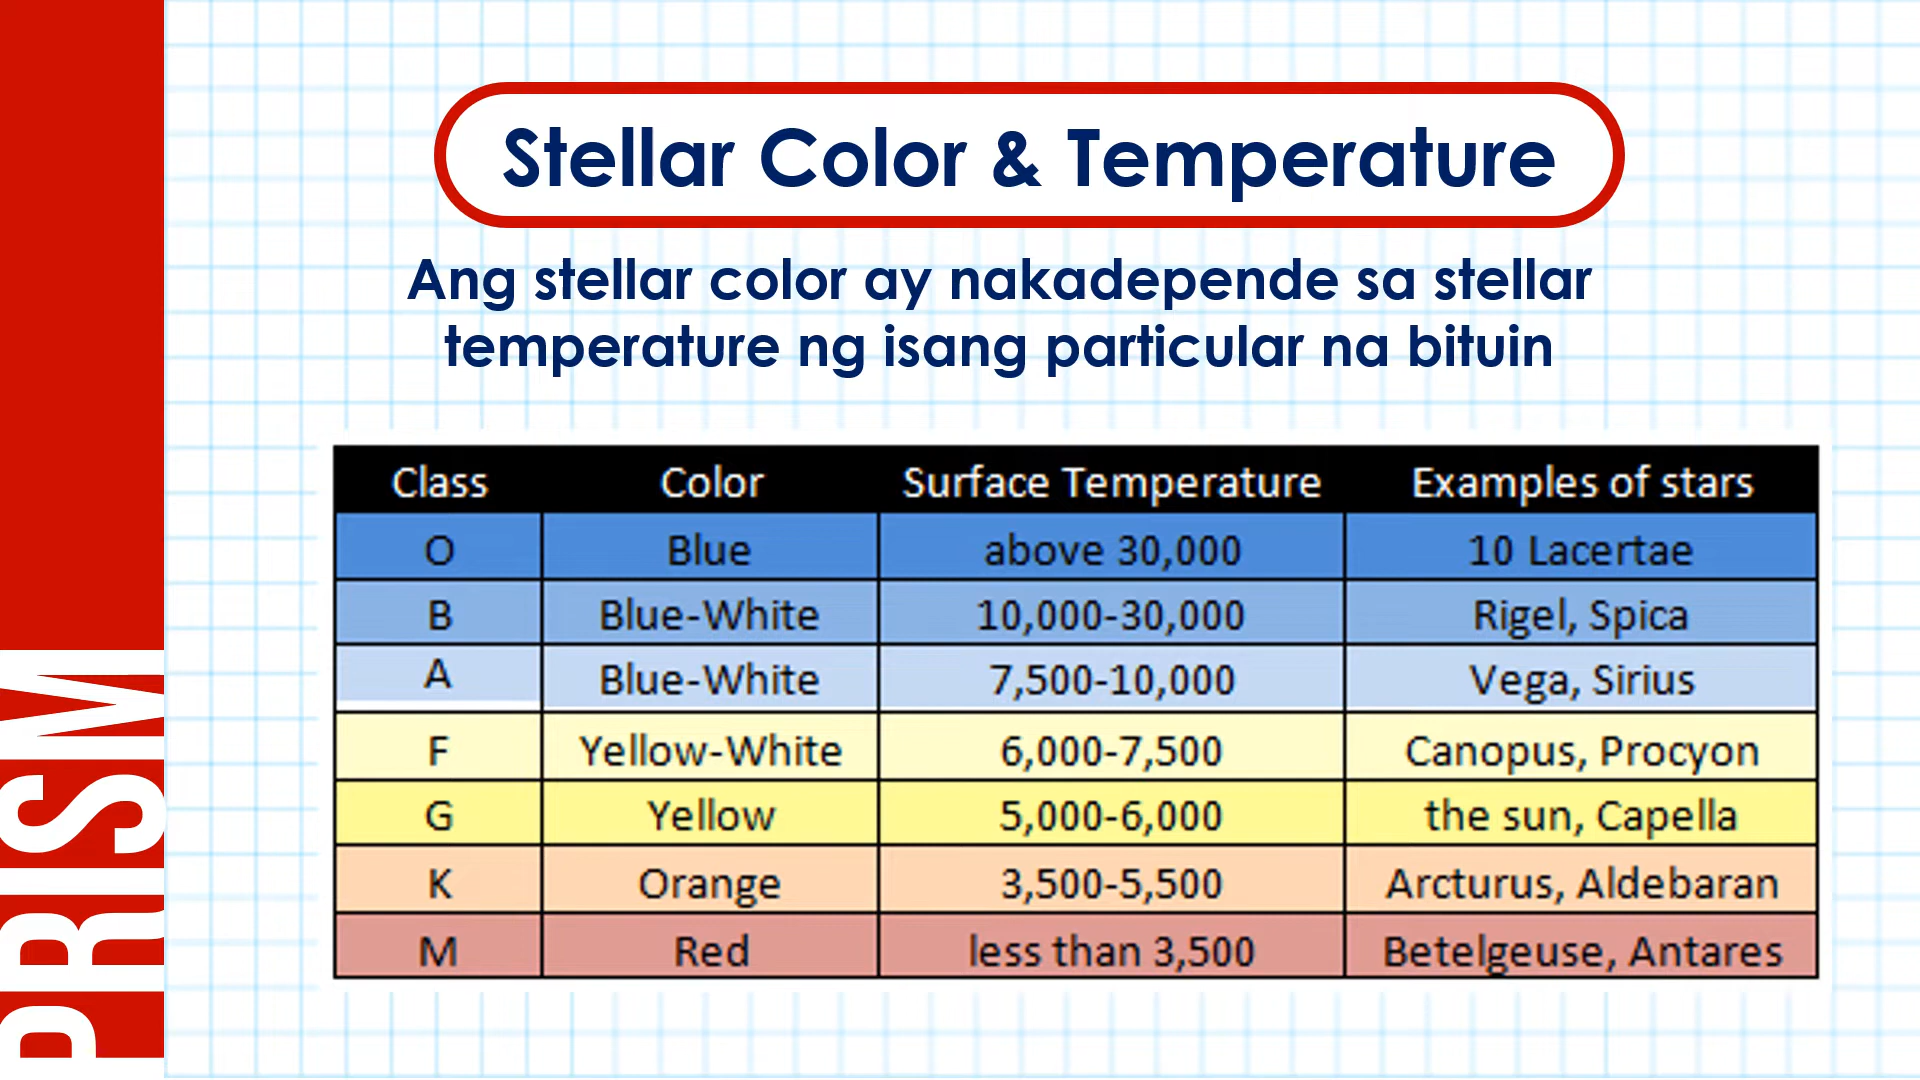 Stellar Color & Temperature
Ang stellar color ay nakadepende sa stellar
temperature ng isang particular na bituin
Class Color Surface Temperature Examples of stars
O Blue above 30,000 10 Lacertae
B Blue-White 10,000-30,000 Rigel, Spica
A Blue-White 7,500-10,000 Vega, Sirius
F Yellow-White 6,000-7,500 Canopus, Procyon
G Yellow 5,000-6,000 the sun, Capella
K Orange 3,500-5,500 Arcturus, Aldebaran
M Red less than 3,500 Betelgeuse, Antares
PRISM